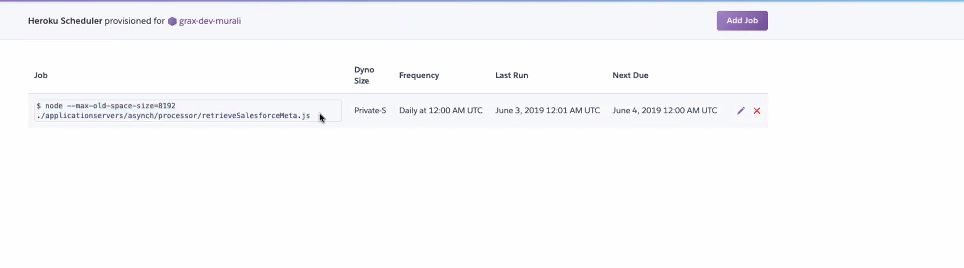 Heroku Scheduler provisioned for grax-dev-murali
Add Job
Job
Dyno Size
Frequency
Last Run
Next Due
$ node --max-old-space-size=8192
./applicationservers/asynch/processor/retrieveSalesforceMeta.js
Private-S
Daily at 12:00 AM UTC
June 3, 2019 12:01 AM UTC
June 4, 2019 12:00 AM UTC